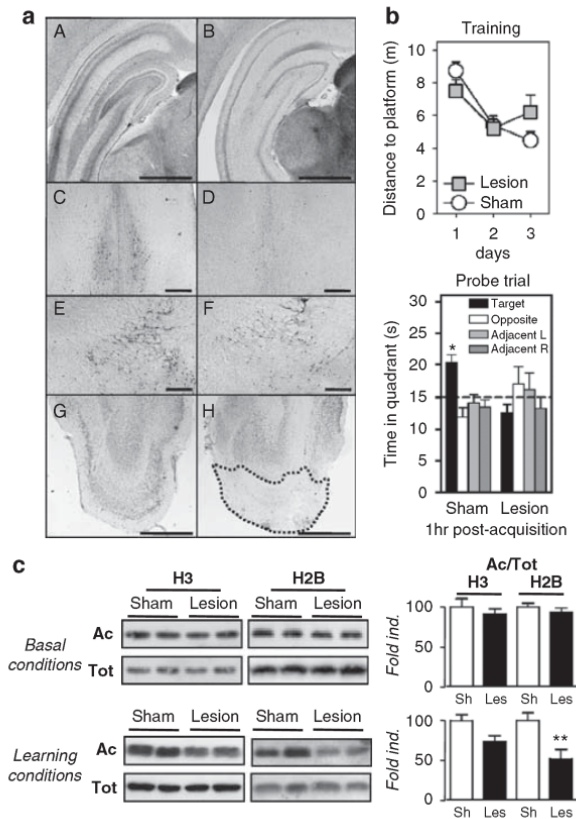 a
A
B
C
D
E
F
G
H
b
Training
Distance to platform (m)
10
8
6
4
2
0
Lesion
Sham
1 2 3
days
Probe trial
Time in quadrant (s)
30
25
20
15
10
5
0
Target
Opposite
Adjacent L
Adjacent R
*
Sham Lesion
1hr post-acquisition
c
H3 H2B
Sham Lesion Sham Lesion
Basal
conditions
Ac
Tot
Sham Lesion Sham Lesion
Learning
conditions
Ac
Tot
Ac/Tot
H3 H2B
Fold ind.
100
50
0
Sh Les Sh Les
Fold ind.
100
50
0
**
Sh Les Sh Les